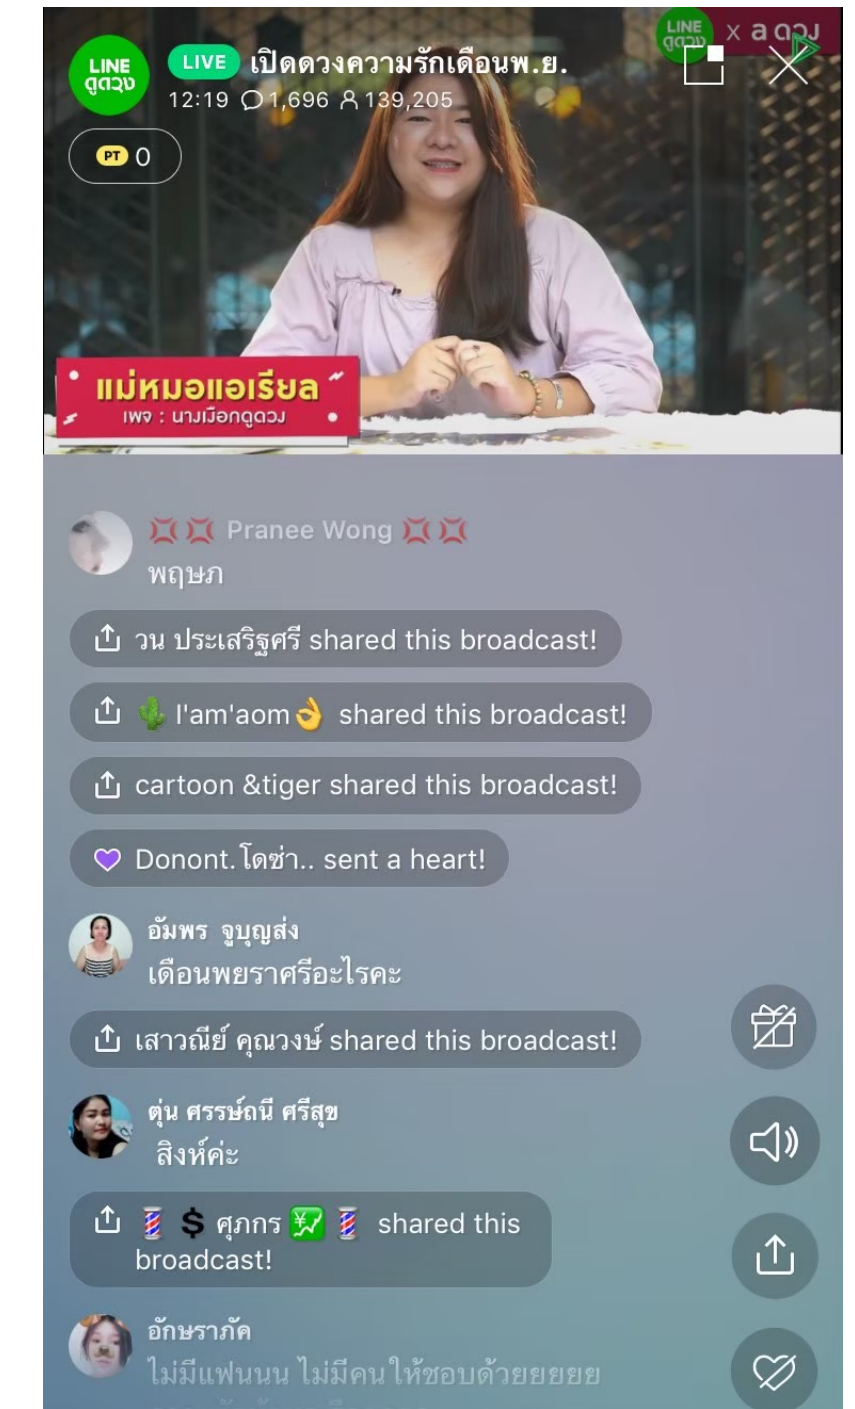 LINE
ดูดวง
LIVE เปิดดวงความรักเดือนพ.ย.
12:19 1,696 139,205
PT 0
LINE
ดูดวง
x ล ดวง
แม่หมอแอเรียล
เพจ : นางเงือกดูดวง
💢💢 Pranee Wong 💢💢
พฤษภ
วน ประเสริฐศรี shared this broadcast!
🌵 I'am'aom👌 shared this broadcast!
cartoon &tiger shared this broadcast!
💜 Donont.โดซ่า.. sent a heart!
อัมพร จูบุญส่ง
เดือนพยราศรีอะไรคะ
เสาวณีย์ คุณวงษ์ shared this broadcast!
ตุ่น ศรรษ์ถนี ศรีสุข
สิงห์ค่ะ
💈💲 ศุภกร 💹💈 shared this
broadcast!
อักษราภัค
ไม่มีแฟนนน ไม่มีคนให้ชอบด้วยยยยย